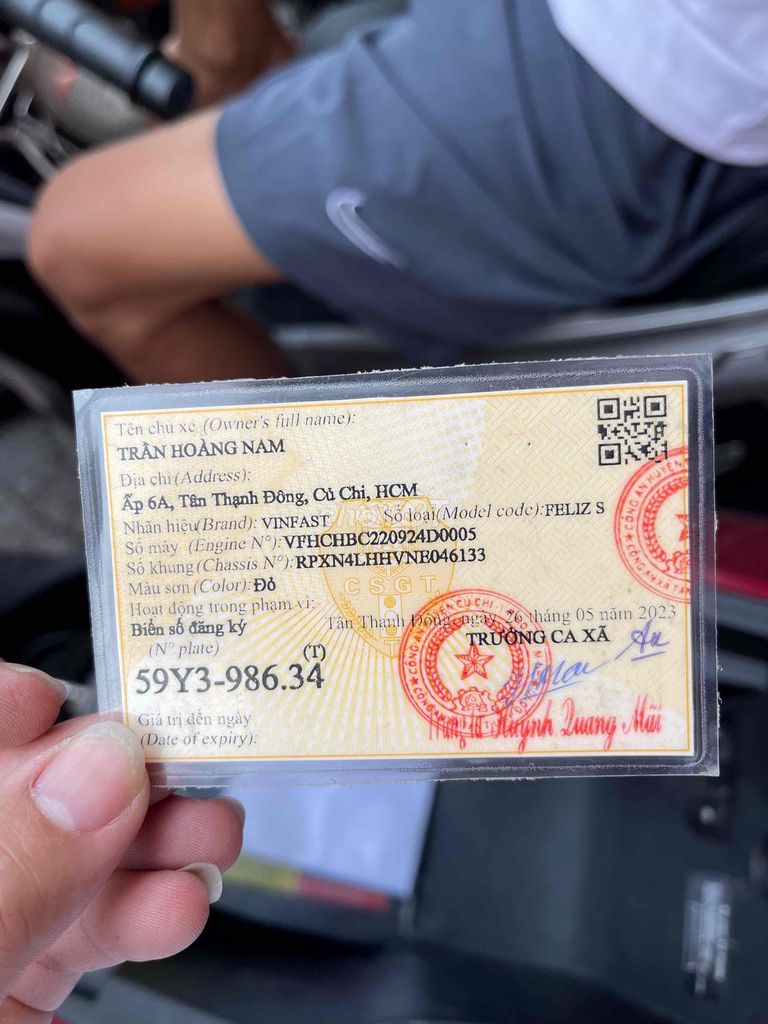 Tên chủ xe (Owner's full name):
TRẦN HOÀNG NAM
Địa chỉ (Address):
Ấp 6A, Tân Thạnh Đông, Củ Chi, HCM
Nhãn hiệu (Brand): VINFAST Số loại (Model code): FELIZ S
Số máy (Engine N°): VFHCHBC220924D0005
Số khung (Chassis N°): RPXN4LHHVNE046133
Màu sơn (Color): Đỏ
CSGT
Hoạt động trong phạm vi:
Tân Thạnh Đông, ngày 26 tháng 05 năm 2023
Biển số đăng ký
TRƯỞNG CA XÃ
(N° plate)
(T)
59Y3-986.34
Huỳnh Quang Mãi
Giá trị đến ngày
(Date of expiry):